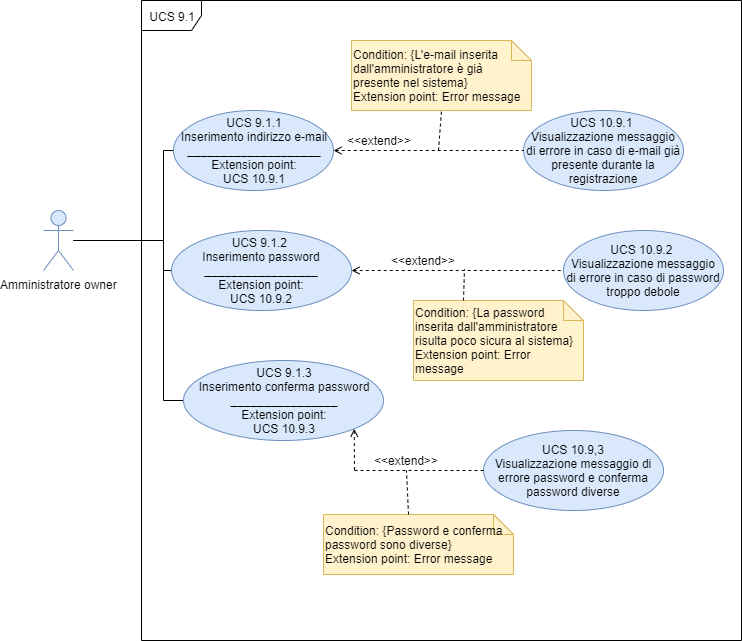 UCS 9.1
Condition: {L'e-mail inserita
dall'amministratore è già
presente nel sistema}
Extension point: Error message
UCS 9.1.1
Inserimento indirizzo e-mail
____________________
Extension point:
UCS 10.9.1
<<extend>>
UCS 10.9.1
Visualizzazione messaggio
di errore in caso di e-mail già
presente durante la
registrazione
Amministratore owner
UCS 9.1.2
Inserimento password
_________________
Extension point:
UCS 10.9.2
<<extend>>
UCS 10.9.2
Visualizzazione messaggio
di errore in caso di password
troppo debole
Condition: {La password
inserita dall'amministratore
risulta poco sicura al sistema}
Extension point: Error
message
UCS 9.1.3
Inserimento conferma password
________________
Extension point:
UCS 10.9.3
<<extend>>
UCS 10.9,3
Visualizzazione messaggio di
errore password e conferma
password diverse
Condition: {Password e conferma
password sono diverse}
Extension point: Error message